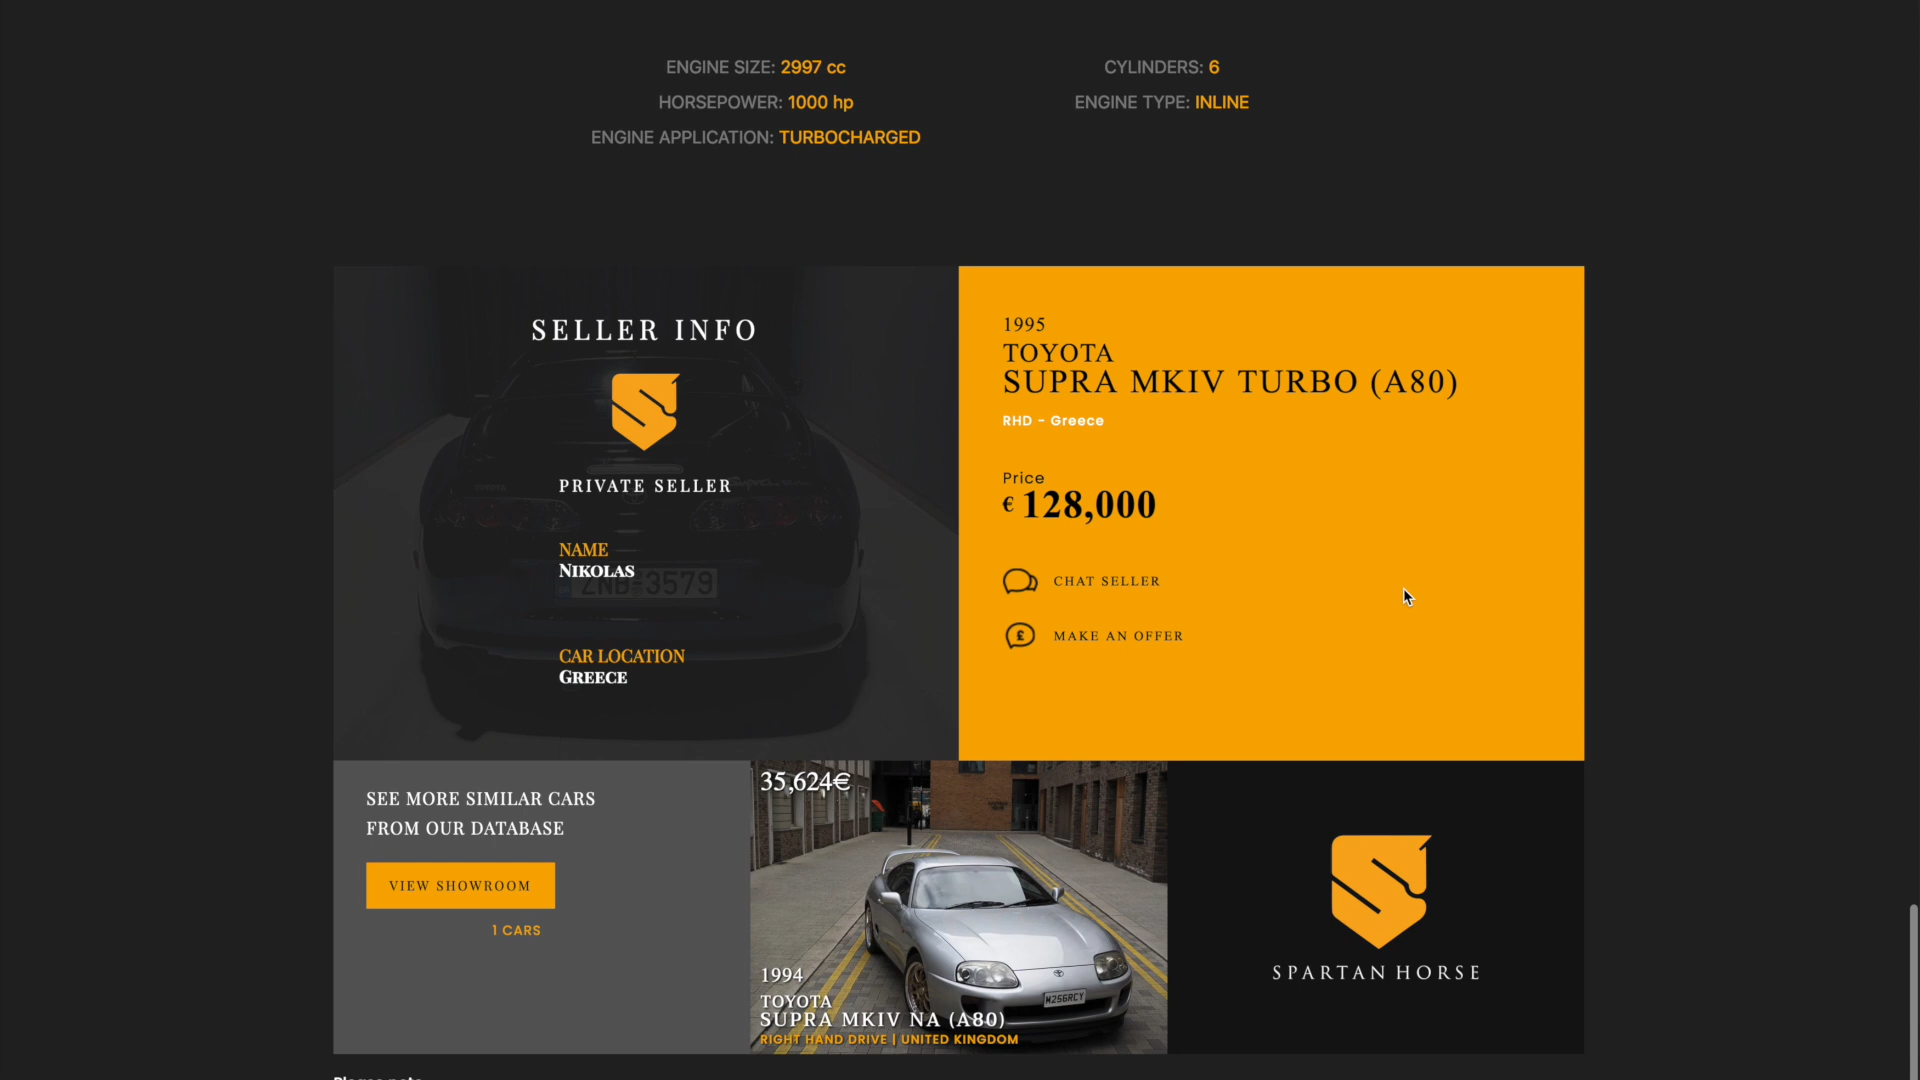 ENGINE SIZE: 2997 cc
CYLINDERS: 6
HORSEPOWER: 1000 hp
ENGINE TYPE: INLINE
ENGINE APPLICATION: TURBOCHARGED
SELLER INFO
PRIVATE SELLER
NAME
NIKOLAS
ZNB-3579
CAR LOCATION
GREECE
1995
TOYOTA
SUPRA MKIV TURBO (A80)
RHD - Greece
Price
€ 128,000
CHAT SELLER
£
MAKE AN OFFER
SEE MORE SIMILAR CARS
FROM OUR DATABASE
VIEW SHOWROOM
1 CARS
35,624€
M256RCY
1994
TOYOTA
SUPRA MKIV NA (A80)
RIGHT HAND DRIVE | UNITED KINGDOM
SPARTAN HORSE